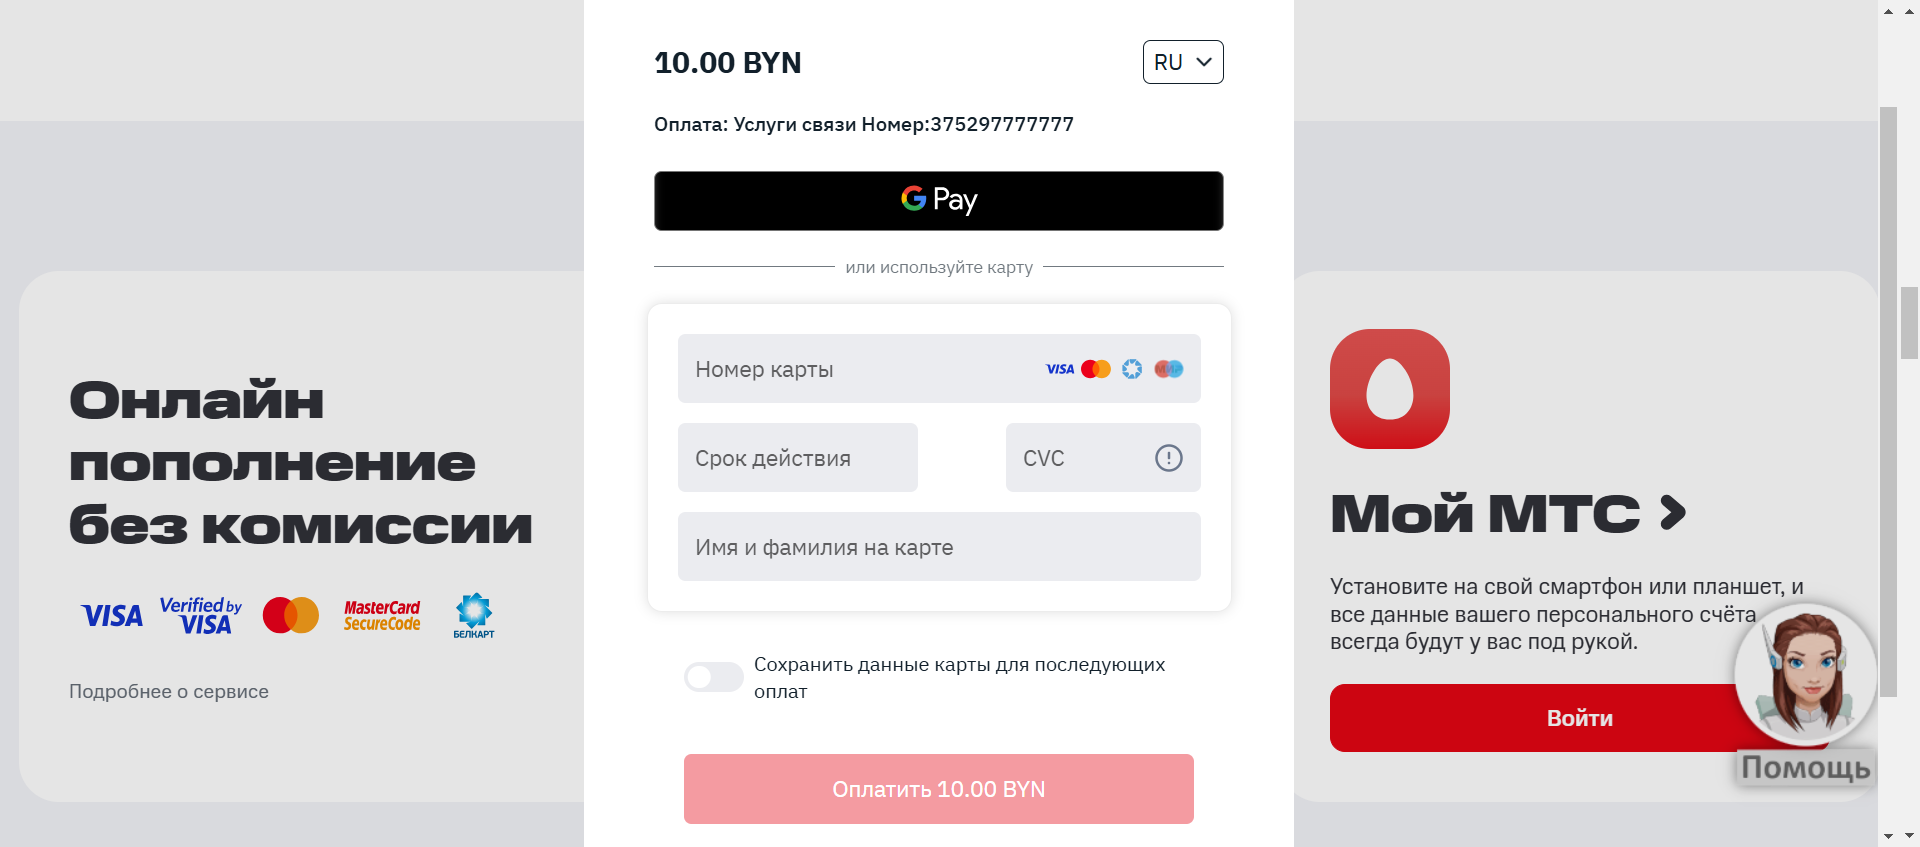 10.00 BYN
RU
Оплата: Услуги связи Номер:375297777777
G Pay
или используйте карту
Номер карты
VISA
МИР
Срок действия
CVC
Имя и фамилия на карте
Сохранить данные карты для последующих
оплат
Оплатить 10.00 BYN
Онлайн
пополнение
без комиссии
VISA
Verified by
VISA
MasterCard
SecureCode
БЕЛКАРТ
Подробнее о сервисе
Мой МТС >
Установите на свой смартфон или планшет, и
все данные вашего персонального счёта
всегда будут у вас под рукой.
Войти
Помощь